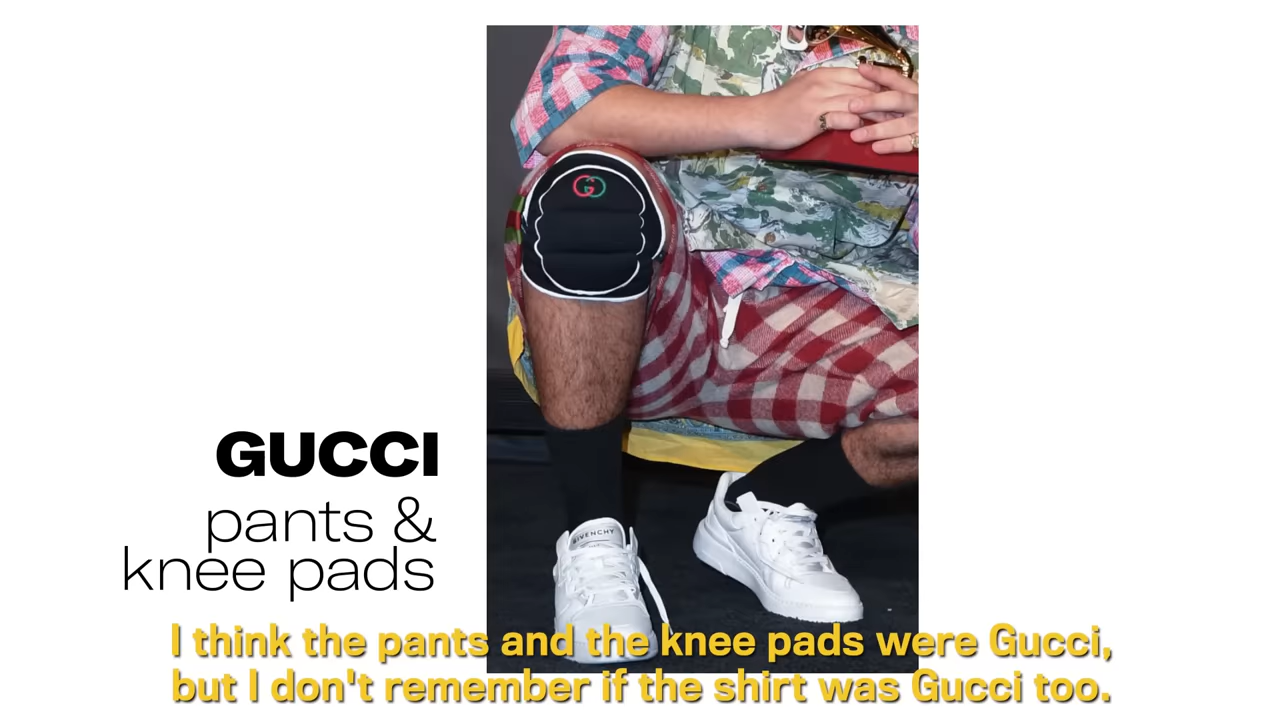 GUCCI
pants &
knee pads
GIVENCHY
I think the pants and the knee pads were Gucci,
but I don't remember if the shirt was Gucci too.